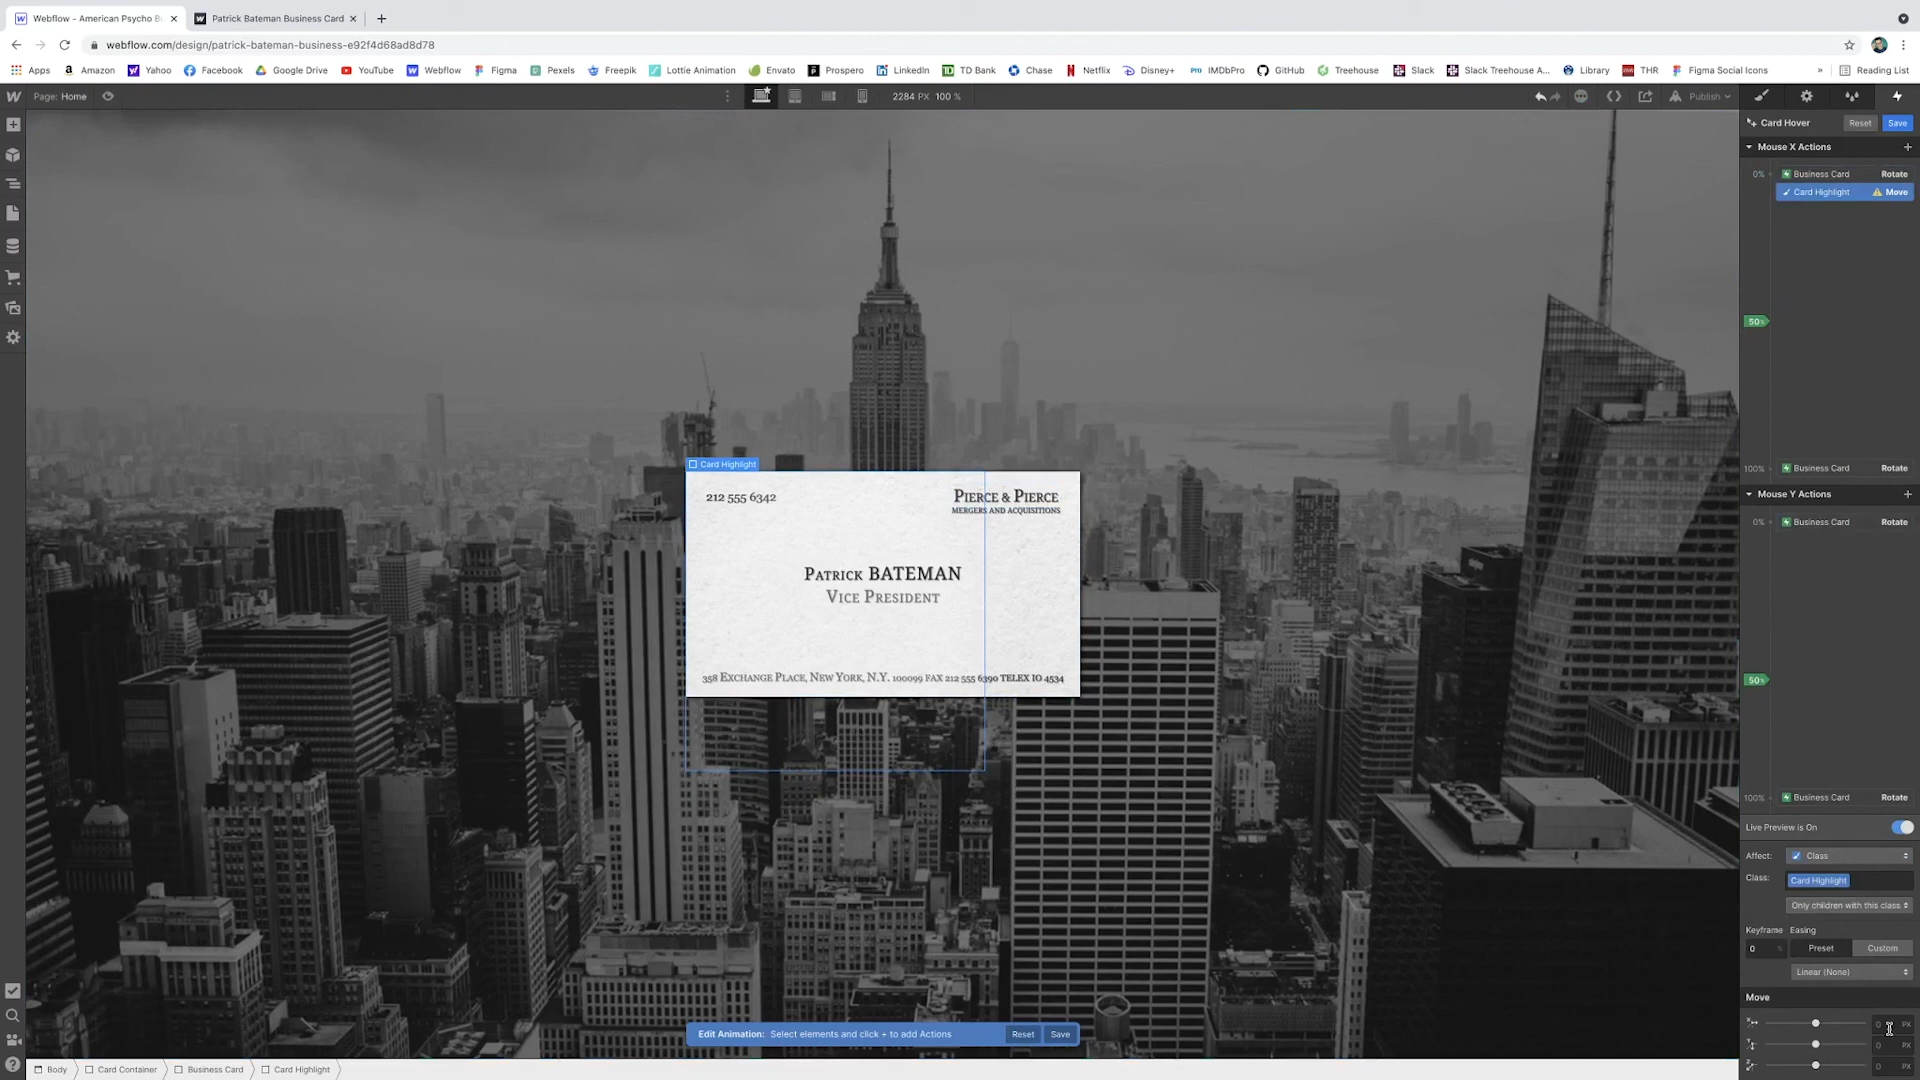 Webflow - American Psycho B
Patrick Bateman Business Card
webflow.com/design/patrick-bateman-business-e92f4d68ad8d78
Apps Amazon Yahoo Facebook Google Drive YouTube Webflow Figma Pexels Freepik Lottie Animation Envato Prospero LinkedIn TD Bank Chase Netflix Disney+ IMDbPro GitHub Treehouse Slack Slack Treehouse A... Library THR Figma Social Icons » Reading List
Page: Home 2284 PX 100 % Publish
Card Hover Reset Save
Mouse X Actions
0% Business Card Rotate
Card Highlight Move
50%
100% Business Card Rotate
Mouse Y Actions
0% Business Card Rotate
50%
100% Business Card Rotate
Live Preview is On
Affect: Class
Class: Card Highlight
Only children with this class
Keyframe Easing
0 % Preset Custom
Linear (None)
Move
0 PX
0 PX
0 PX
Card Highlight
212 555 6342
Pierce & Pierce
MERGERS AND ACQUISITIONS
Patrick BATEMAN
Vice President
358 Exchange Place, New York, N.Y. 100099 FAX 212 555 6390 TELEX IO 4534
Edit Animation: Select elements and click + to add Actions Reset Save
Body Card Container Business Card Card Highlight